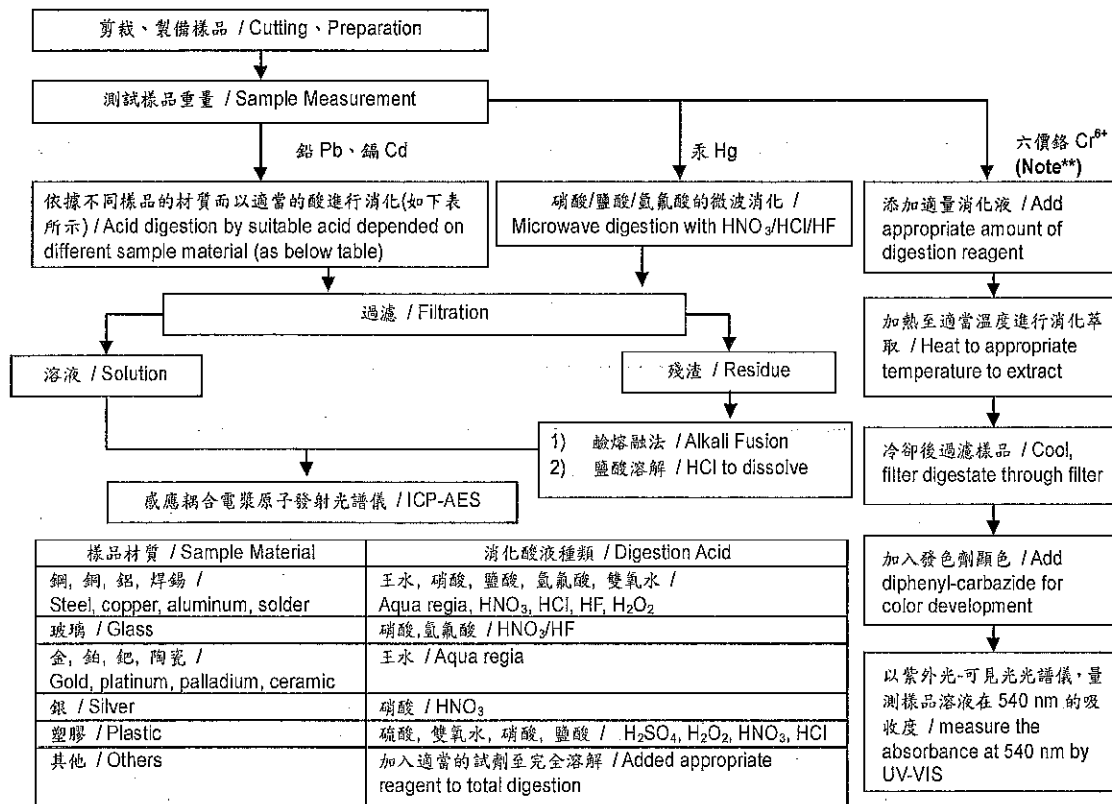 剪裁、製備樣品 / Cutting、Preparation
測試樣品重量 / Sample Measurement
鉛 Pb、鎘 Cd
汞 Hg
六價鉻 Cr⁶⁺
(Note**)
依據不同樣品的材質而以適當的酸進行消化(如下表
所示) / Acid digestion by suitable acid depended on
different sample material (as below table)
硝酸/鹽酸/氫氟酸的微波消化 /
Microwave digestion with HNO₃/HCl/HF
添加適量消化液 / Add
appropriate amount of
digestion reagent
過濾 / Filtration
加熱至適當溫度進行消化萃
取 / Heat to appropriate
temperature to extract
溶液 / Solution
殘渣 / Residue
1) 鹼熔融法 / Alkali Fusion
2) 鹽酸溶解 / HCl to dissolve
冷卻後過濾樣品 / Cool,
filter digestate through filter
感應耦合電漿原子發射光譜儀 / ICP-AES
加入發色劑顯色 / Add
diphenyl-carbazide for
color development
以紫外光-可見光光譜儀,量
測樣品溶液在 540 nm 的吸
收度 / measure the
absorbance at 540 nm by
UV-VIS
樣品材質 / Sample Material
消化酸液種類 / Digestion Acid
鋼, 銅, 鋁, 焊錫 /
Steel, copper, aluminum, solder
王水, 硝酸, 鹽酸, 氫氟酸, 雙氧水 /
Aqua regia, HNO₃, HCl, HF, H₂O₂
玻璃 / Glass
硝酸,氫氟酸 / HNO₃/HF
金, 鉑, 鈀, 陶瓷 /
Gold, platinum, palladium, ceramic
王水 / Aqua regia
銀 / Silver
硝酸 / HNO₃
塑膠 / Plastic
硫酸, 雙氧水, 硝酸, 鹽酸 / H₂SO₄, H₂O₂, HNO₃, HCl
其他 / Others
加入適當的試劑至完全溶解 / Added appropriate
reagent to total digestion